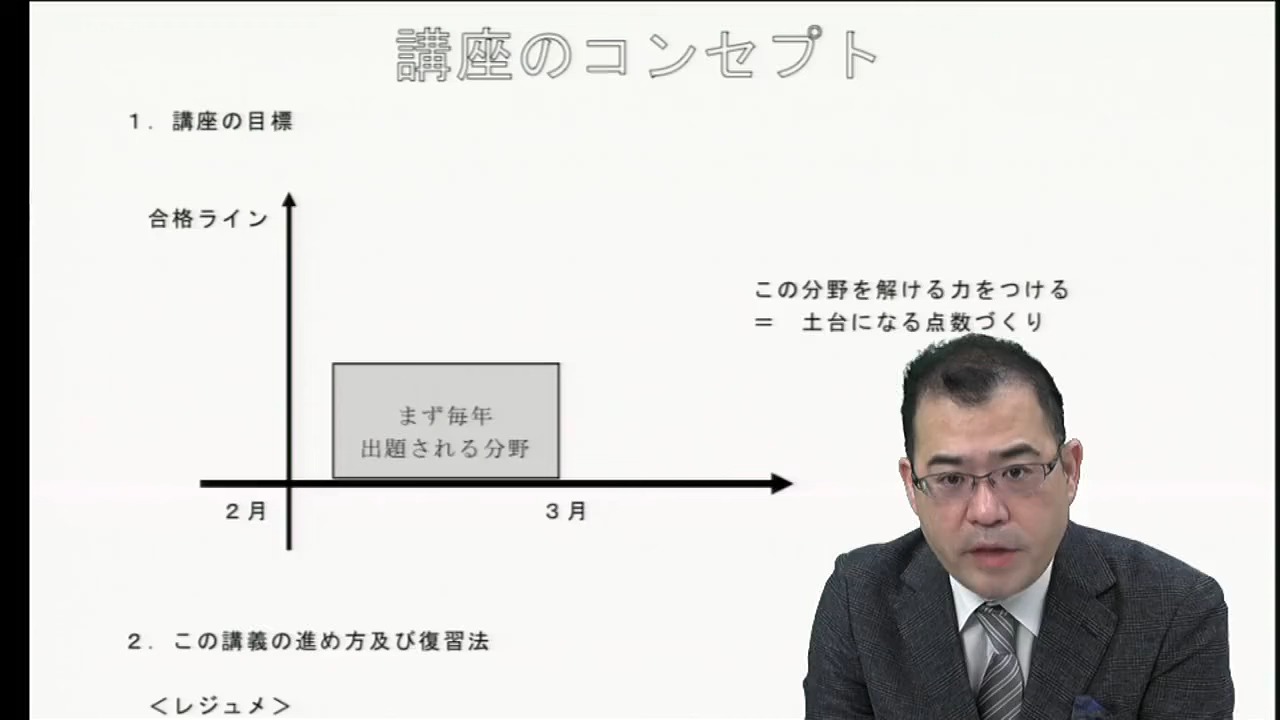 講座のコンセプト
1．講座の目標
合格ライン
この分野を解ける力をつける
＝　土台になる点数づくり
まず毎年
出題される分野
2月
3月
2．この講義の進め方及び復習法
＜レジュメ＞